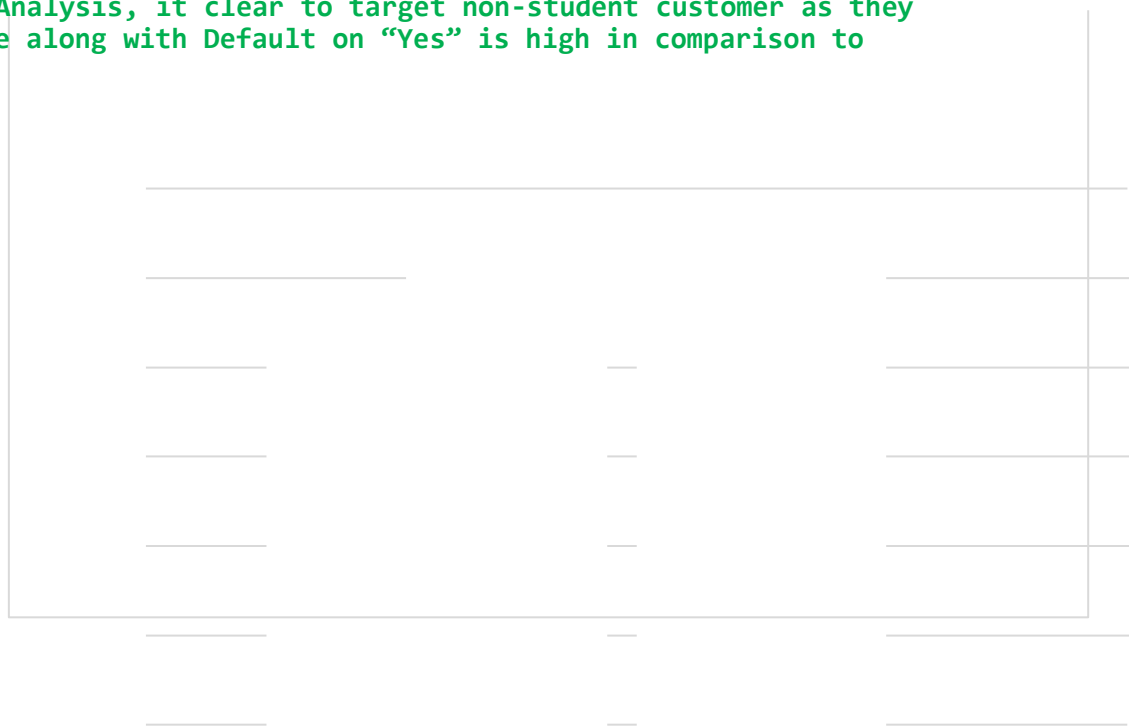 Analysis, it clear to target non-student customer as they
along with Default on “Yes” is high in comparison to